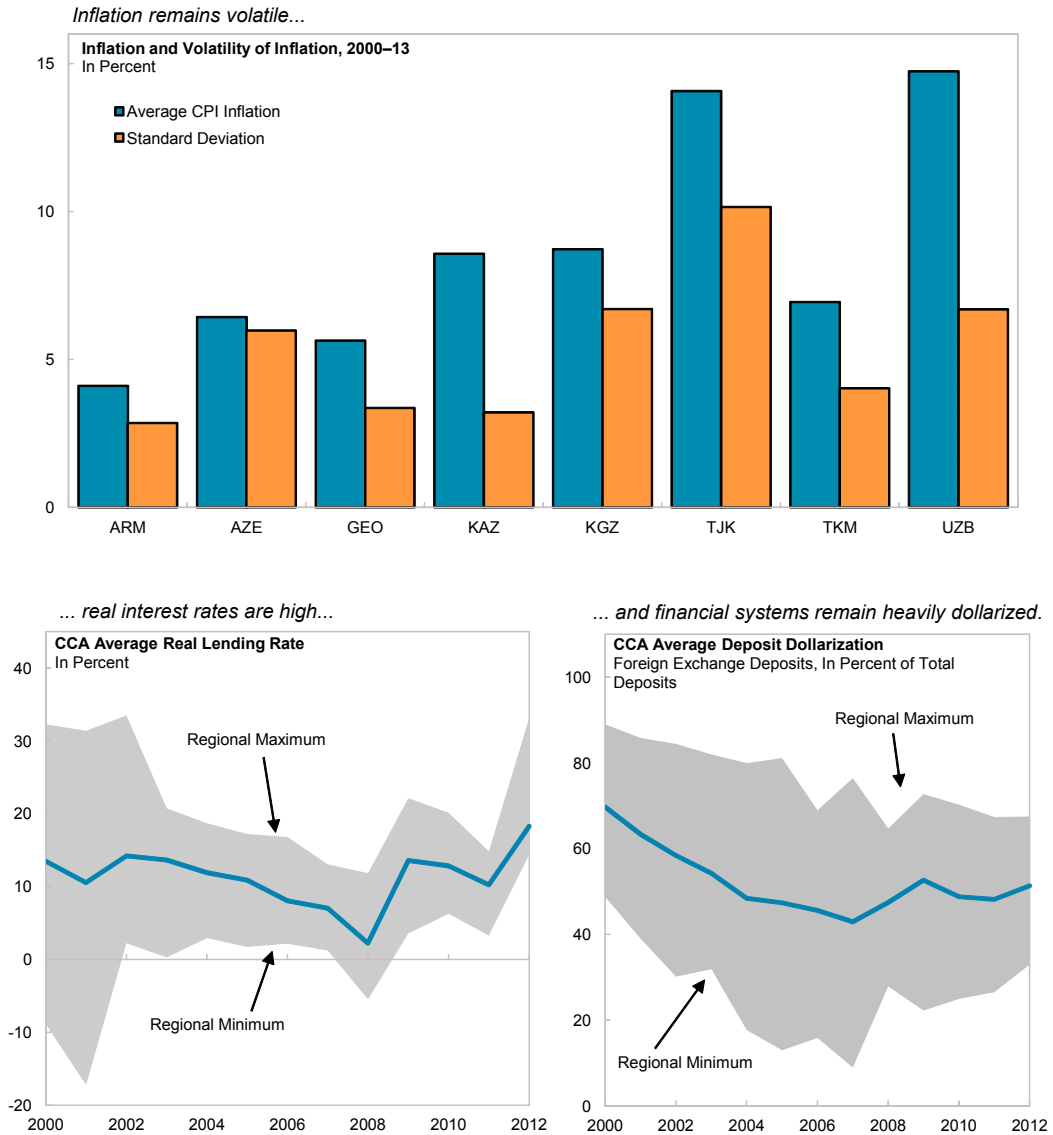 Inflation remains volatile...
Inflation and Volatility of Inflation, 2000–13
In Percent
15
10
5
0
Average CPI Inflation
Standard Deviation
ARM AZE GEO KAZ KGZ TJK TKM UZB
... real interest rates are high...
CCA Average Real Lending Rate
In Percent
40
30
20
10
0
-10
-20
Regional Maximum
Regional Minimum
2000 2002 2004 2006 2008 2010 2012
... and financial systems remain heavily dollarized.
CCA Average Deposit Dollarization
Foreign Exchange Deposits, In Percent of Total
Deposits
100
80
60
40
20
0
Regional Maximum
Regional Minimum
2000 2002 2004 2006 2008 2010 2012